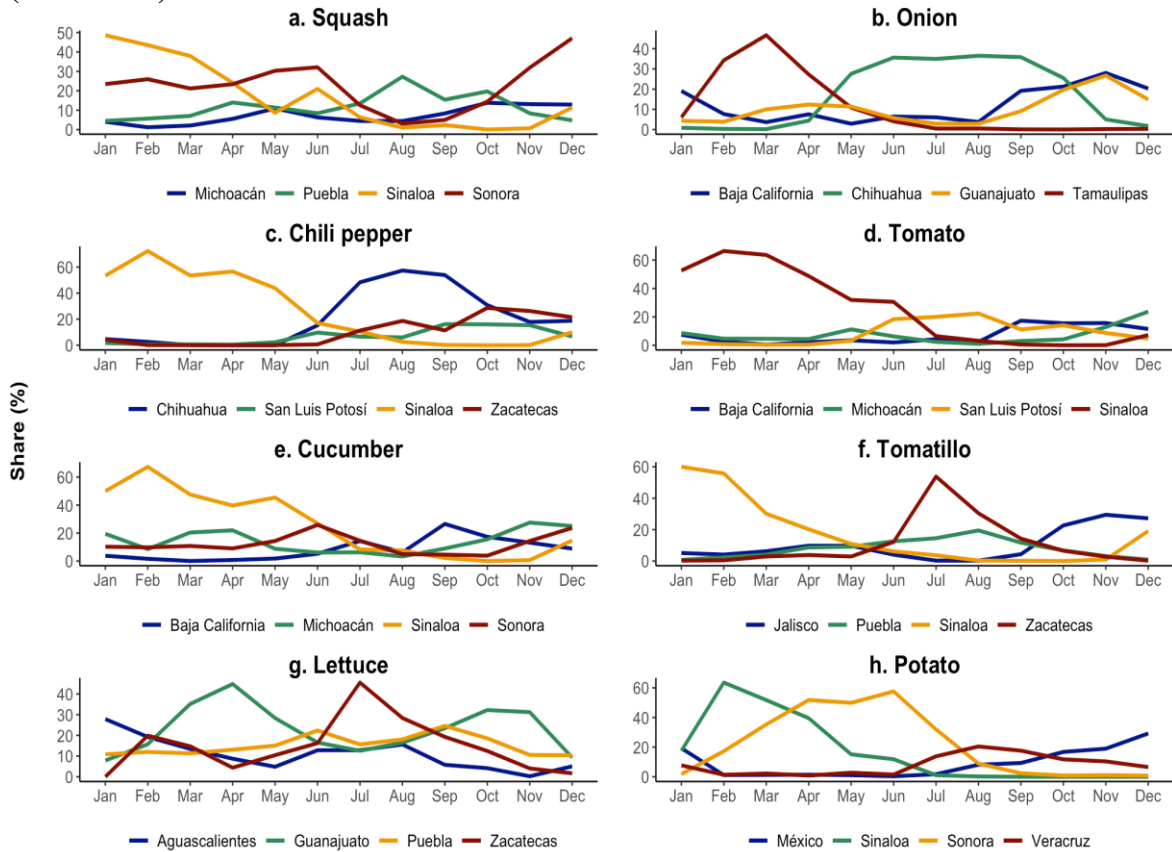 a. Squash
50
40
30
20
10
0
Jan Feb Mar Apr May Jun Jul Aug Sep Oct Nov Dec
Michoacán Puebla Sinaloa Sonora
b. Onion
40
30
20
10
0
Jan Feb Mar Apr May Jun Jul Aug Sep Oct Nov Dec
Baja California Chihuahua Guanajuato Tamaulipas
Share (%)
c. Chili pepper
60
40
20
0
Jan Feb Mar Apr May Jun Jul Aug Sep Oct Nov Dec
Chihuahua San Luis Potosí Sinaloa Zacatecas
d. Tomato
60
40
20
0
Jan Feb Mar Apr May Jun Jul Aug Sep Oct Nov Dec
Baja California Michoacán San Luis Potosí Sinaloa
e. Cucumber
60
40
20
0
Jan Feb Mar Apr May Jun Jul Aug Sep Oct Nov Dec
Baja California Michoacán Sinaloa Sonora
f. Tomatillo
60
40
20
0
Jan Feb Mar Apr May Jun Jul Aug Sep Oct Nov Dec
Jalisco Puebla Sinaloa Zacatecas
g. Lettuce
40
30
20
10
0
Jan Feb Mar Apr May Jun Jul Aug Sep Oct Nov Dec
Aguascalientes Guanajuato Puebla Zacatecas
h. Potato
60
40
20
0
Jan Feb Mar Apr May Jun Jul Aug Sep Oct Nov Dec
México Sinaloa Sonora Veracruz